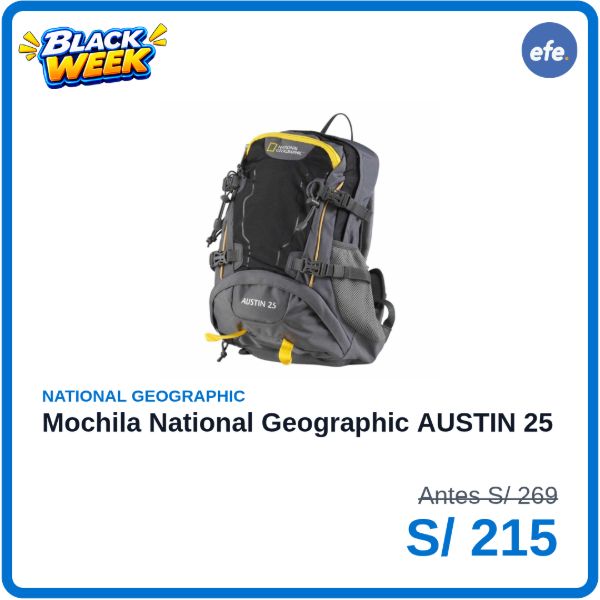 BLACK
WEEK
efe.
NATIONAL
GEOGRAPHIC
AUSTIN 25
NATIONAL GEOGRAPHIC
Mochila National Geographic AUSTIN 25
Antes S/ 269
S/ 215